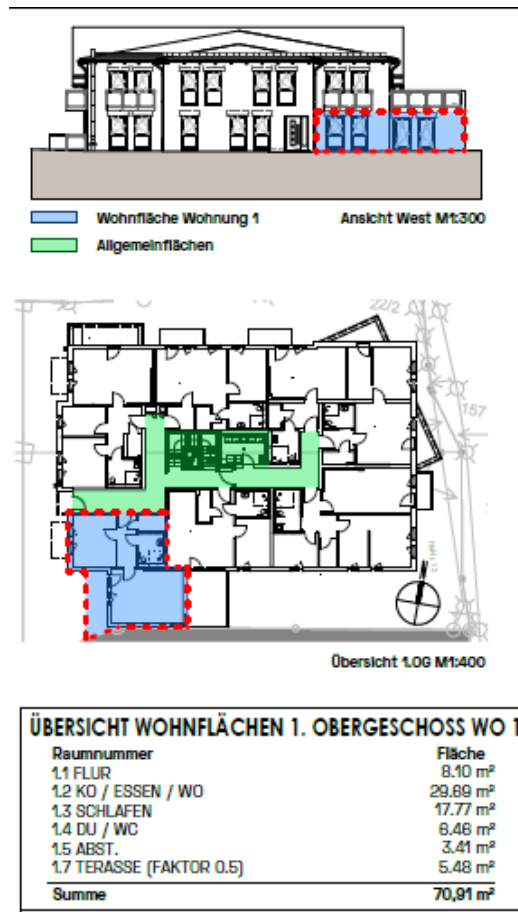 Wohnfläche Wohnung 1 Ansicht West M1:300
Allgemeinflächen
22/2
157
Übersicht 1.OG M1:400
ÜBERSICHT WOHNFLÄCHEN 1. OBERGESCHOSS WO 1
Raumnummer Fläche
1.1 FLUR 8.10 m²
1.2 KO / ESSEN / WO 29.69 m²
1.3 SCHLAFEN 17.77 m²
1.4 DU / WC 6.46 m²
1.5 ABST. 3.41 m²
1.7 TERASSE (FAKTOR 0.5) 5.48 m²
Summe 70,91 m²